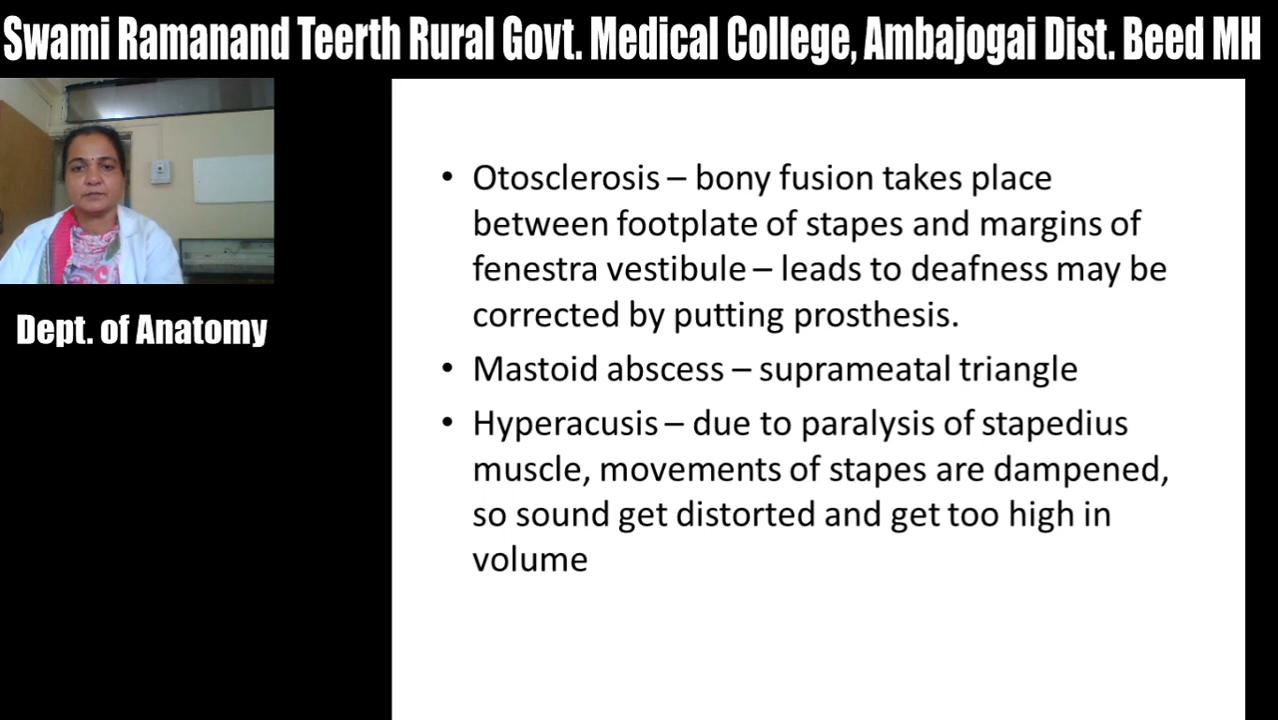 Swami Ramanand Teerth Rural Govt. Medical College, Ambajogai Dist. Beed MH
Dept. of Anatomy
• Otosclerosis – bony fusion takes place
between footplate of stapes and margins of
fenestra vestibule – leads to deafness may be
corrected by putting prosthesis.
• Mastoid abscess – suprameatal triangle
• Hyperacusis – due to paralysis of stapedius
muscle, movements of stapes are dampened,
so sound get distorted and get too high in
volume